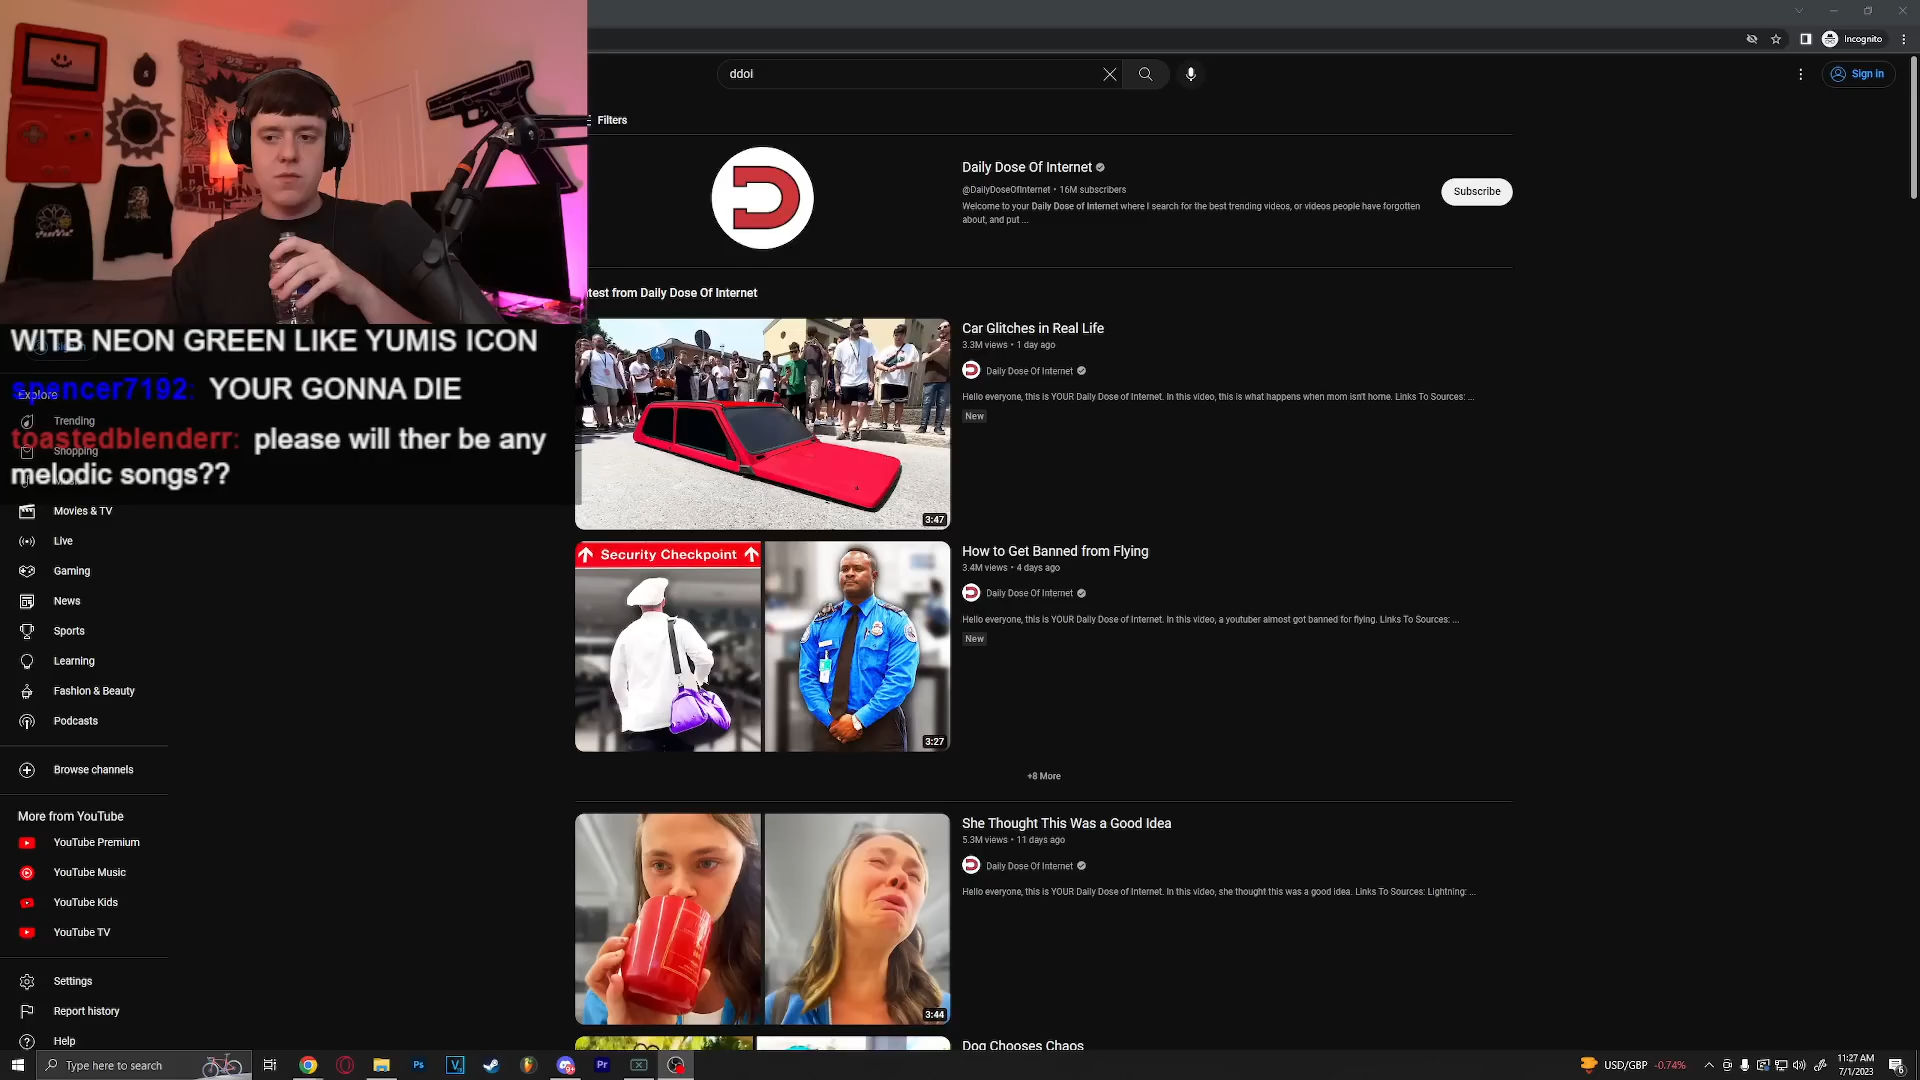 Incognito
ddoi
Sign in
Filters
Daily Dose Of Internet
@DailyDoseOfInternet • 16M subscribers
Welcome to your Daily Dose of Internet where I search for the best trending videos, or videos people have forgotten
about, and put ...
Subscribe
test from Daily Dose Of Internet
WITB NEON GREEN LIKE YUMIS ICON
spencer7192: YOUR GONNA DIE
toastedblenderr: please will ther be any
melodic songs??
Explore
Trending
Shopping
Movies & TV
Live
Gaming
News
Sports
Learning
Fashion & Beauty
Podcasts
Browse channels
More from YouTube
YouTube Premium
YouTube Music
YouTube Kids
YouTube TV
Settings
Report history
Help
3:47
Car Glitches in Real Life
3.3M views • 1 day ago
Daily Dose Of Internet
Hello everyone, this is YOUR Daily Dose of Internet. In this video, this is what happens when mom isn't home. Links To Sources: ...
New
Security Checkpoint
3:27
How to Get Banned from Flying
3.4M views • 4 days ago
Daily Dose Of Internet
Hello everyone, this is YOUR Daily Dose of Internet. In this video, a youtuber almost got banned for flying. Links To Sources: ...
New
+8 More
3:44
She Thought This Was a Good Idea
5.3M views • 11 days ago
Daily Dose Of Internet
Hello everyone, this is YOUR Daily Dose of Internet. In this video, she thought this was a good idea. Links To Sources: Lightning: ...
Dog Chooses Chaos
Type here to search
Ps
Pr
USD/GBP -0.74%
11:27 AM
7/1/2023